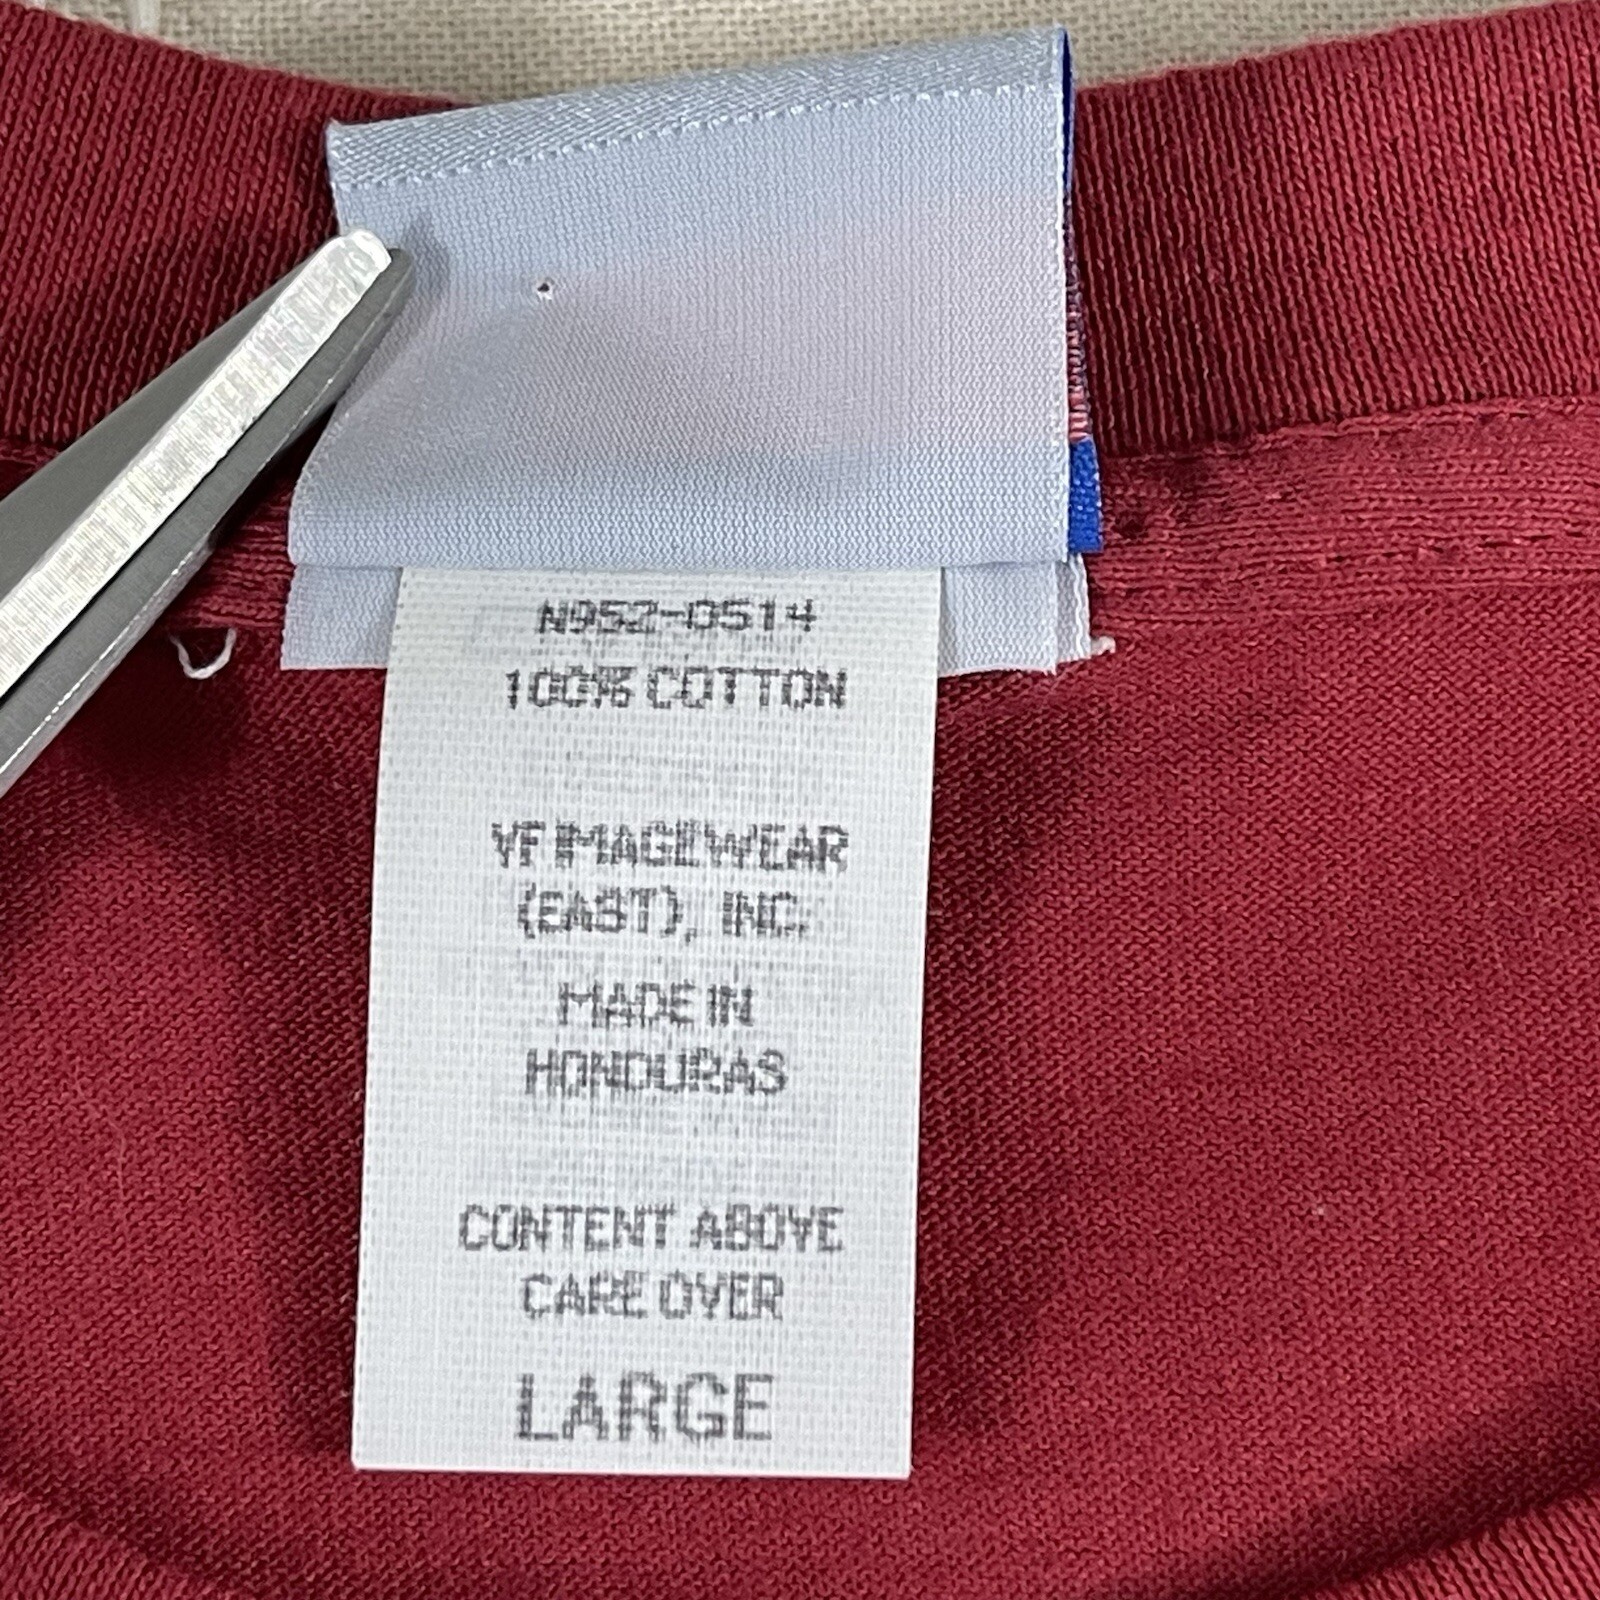 N952-0514
100% COTTON
VF IMAGEWEAR
(EAST), INC.
MADE IN
HONDURAS
CONTENT ABOVE
CARE OVER
LARGE